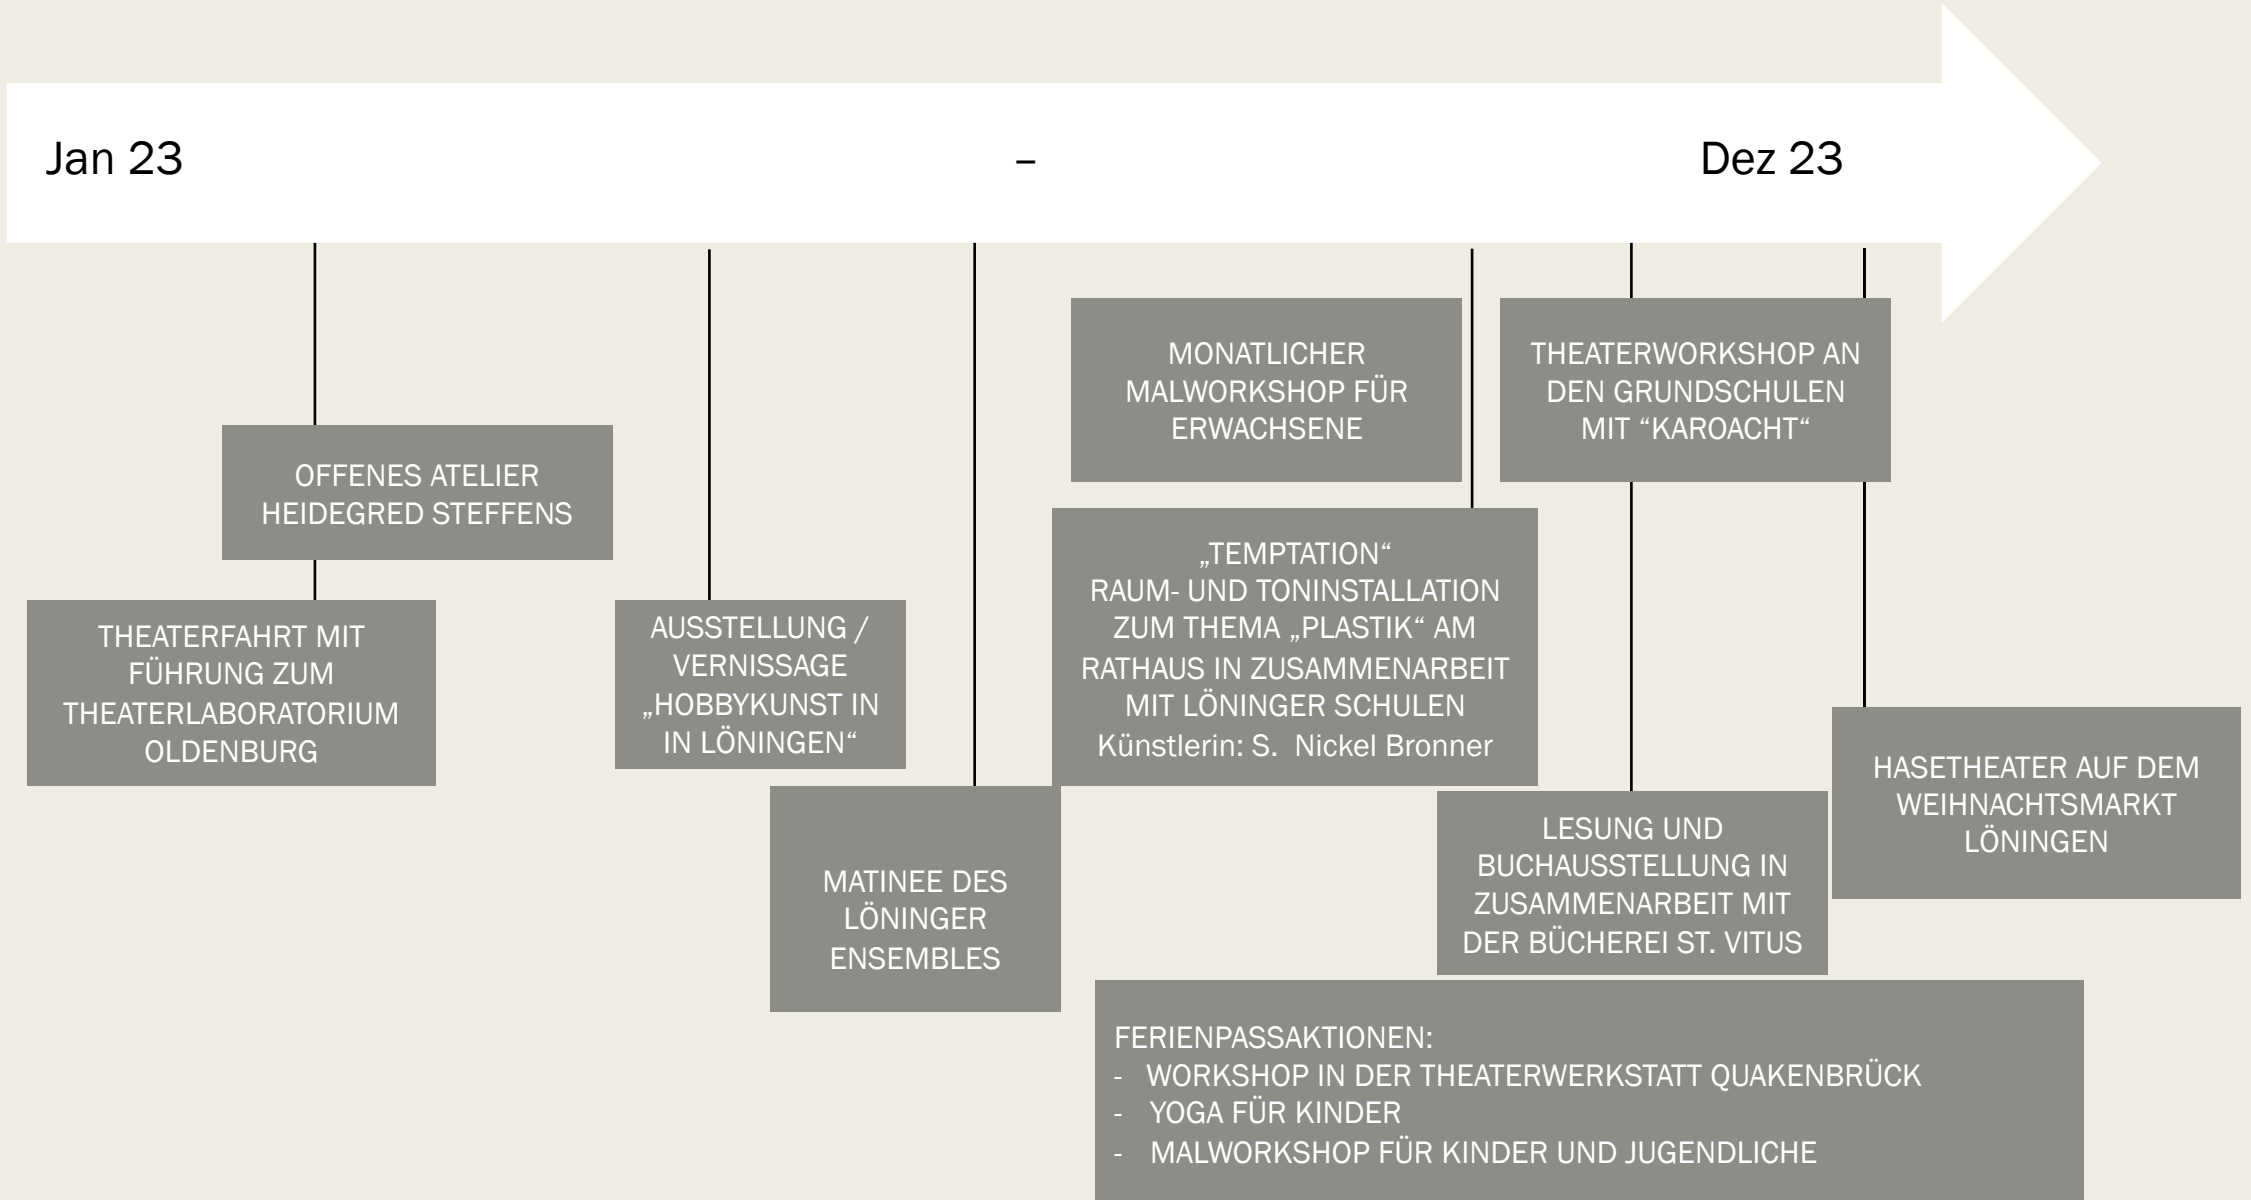 Jan 23 – Dez 23
MONATLICHER
MALWORKSHOP FÜR
ERWACHSENE
THEATERWORKSHOP AN
DEN GRUNDSCHULEN
MIT “KAROACHT“
OFFENES ATELIER
HEIDEGRED STEFFENS
THEATERFAHRT MIT
FÜHRUNG ZUM
THEATERLABORATORIUM
OLDENBURG
AUSSTELLUNG /
VERNISSAGE
„HOBBYKUNST IN
IN LÖNINGEN“
„TEMPTATION“
RAUM- UND TONINSTALLATION
ZUM THEMA „PLASTIK“ AM
RATHAUS IN ZUSAMMENARBEIT
MIT LÖNINGER SCHULEN
Künstlerin: S. Nickel Bronner
MATINEE DES
LÖNINGER
ENSEMBLES
LESUNG UND
BUCHAUSSTELLUNG IN
ZUSAMMENARBEIT MIT
DER BÜCHEREI ST. VITUS
HASETHEATER AUF DEM
WEIHNACHTSMARKT
LÖNINGEN
FERIENPASSAKTIONEN:
- WORKSHOP IN DER THEATERWERKSTATT QUAKENBRÜCK
- YOGA FÜR KINDER
- MALWORKSHOP FÜR KINDER UND JUGENDLICHE